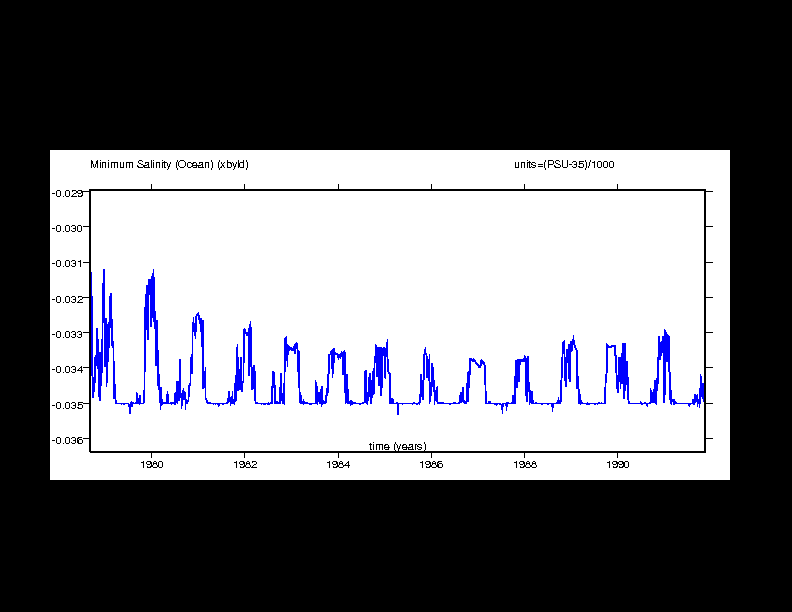 Minimum Salinity (Ocean) (xbyld) units=(PSU-35)/1000
-0.029
-0.030
-0.031
-0.032
-0.033
-0.034
-0.035
-0.036
time (years)
1980 1982 1984 1986 1988 1990